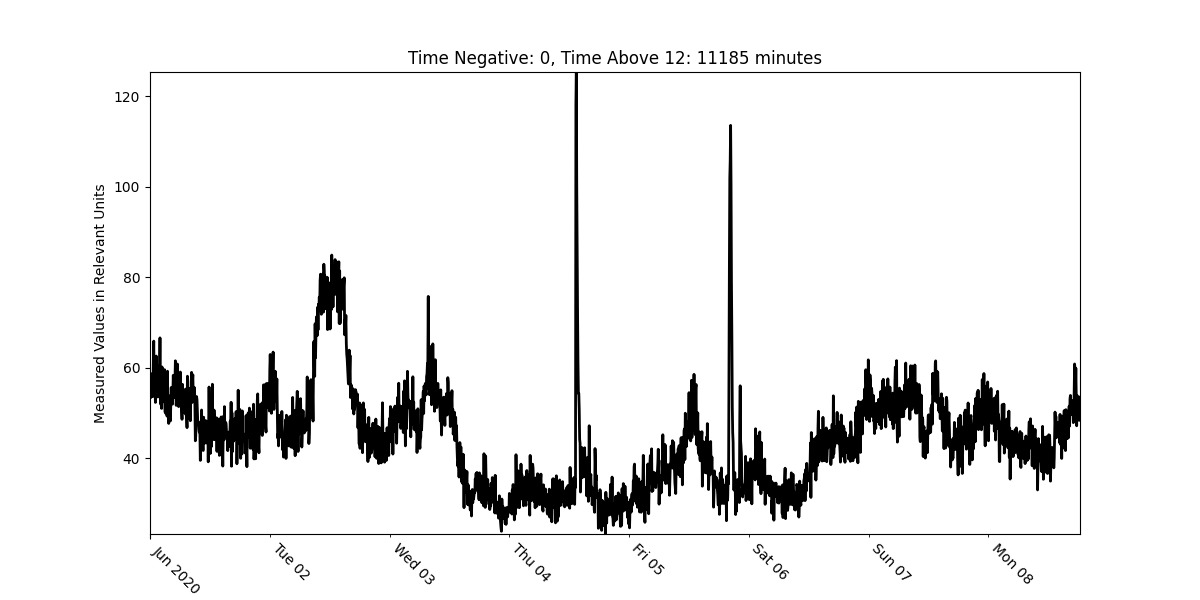 Time Negative: 0, Time Above 12: 11185 minutes
Measured Values in Relevant Units
120
100
80
60
40
Jun 2020
Tue 02
Wed 03
Thu 04
Fri 05
Sat 06
Sun 07
Mon 08